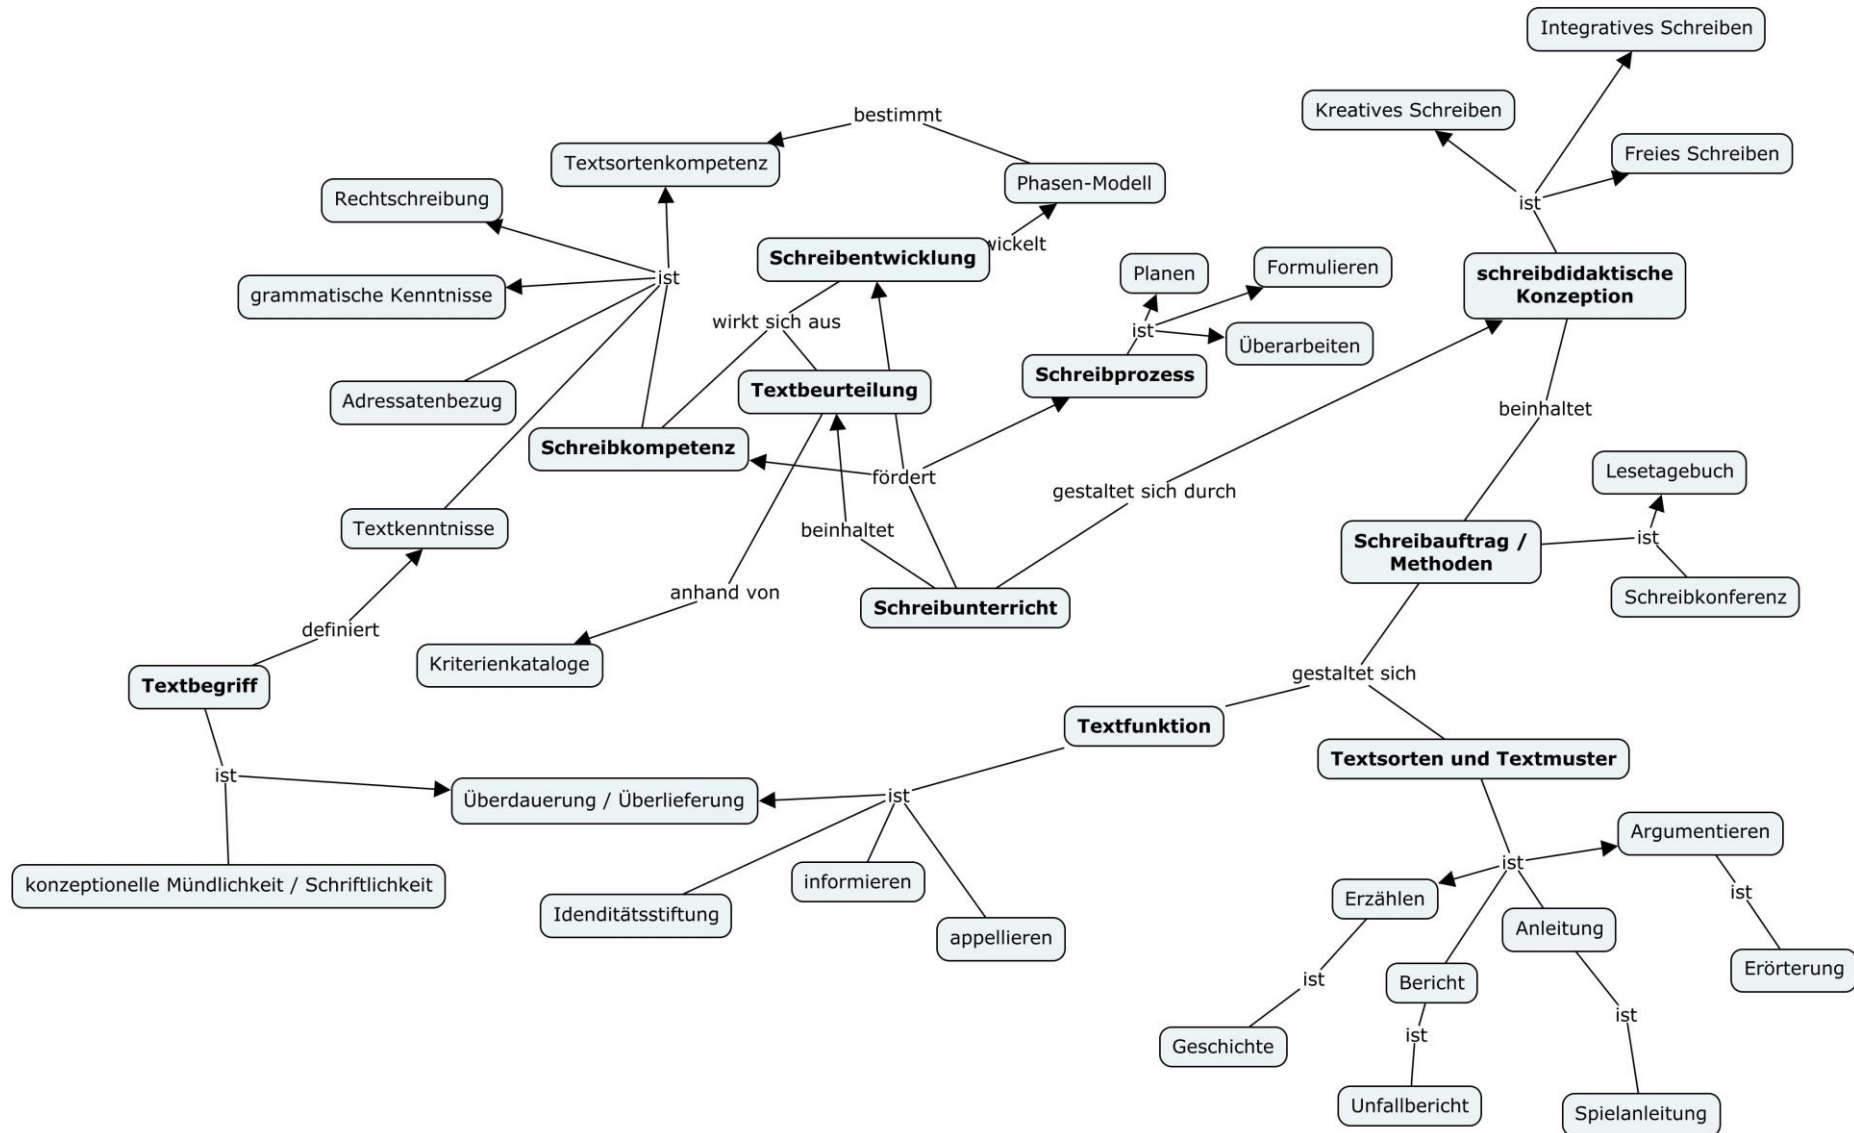 Integratives Schreiben
Kreatives Schreiben
bestimmt
Textsortenkompetenz
Freies Schreiben
Phasen-Modell
Rechtschreibung
ist
wickelt
Schreibentwicklung
Planen
Formulieren
schreibdidaktische
Konzeption
ist
grammatische Kenntnisse
wirkt sich aus
ist
Überarbeiten
Schreibprozess
Textbeurteilung
Adressatenbezug
beinhaltet
Schreibkompetenz
Lesetagebuch
fördert
gestaltet sich durch
Textkenntnisse
beinhaltet
Schreibauftrag /
Methoden
ist
anhand von
Schreibunterricht
Schreibkonferenz
definiert
Kriterienkataloge
gestaltet sich
Textbegriff
Textfunktion
Textsorten und Textmuster
ist
Überdauerung / Überlieferung
ist
Argumentieren
konzeptionelle Mündlichkeit / Schriftlichkeit
informieren
ist
Erzählen
ist
Idenditätsstiftung
Anleitung
appellieren
Erörterung
Bericht
ist
ist
ist
Geschichte
Unfallbericht
Spielanleitung